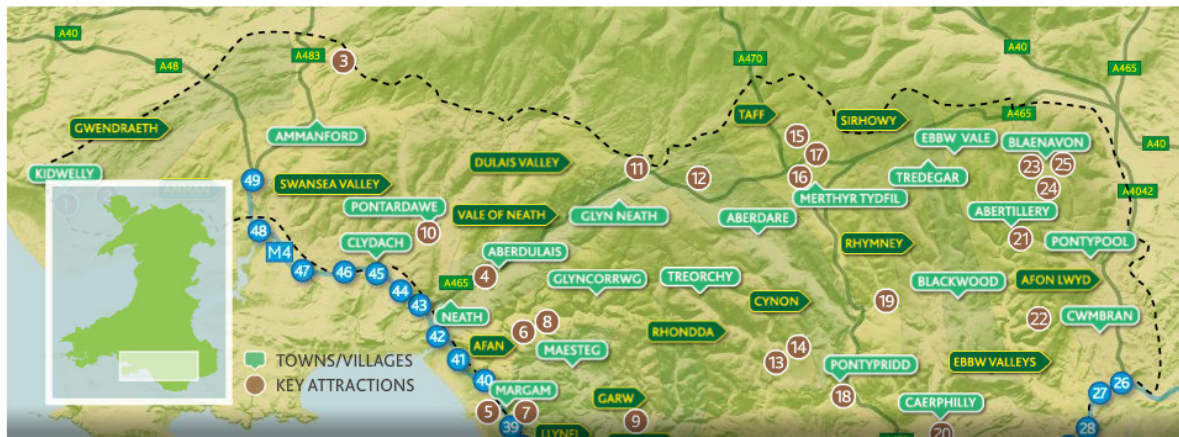 A40
A48
A483
3
A470
A40
A465
GWENDRAETH
TAFF
SIRHOWY
A465
AMMANFORD
15
EBBW VALE
BLAENAVON
A40
KIDWELLY
DULAIS VALLEY
11
12
17
16
TREDEGAR
23
25
24
A4042
49
SWANSEA VALLEY
MERTHYR TYDFIL
1
PONTARDAWE
VALE OF NEATH
GLYN NEATH
ABERDARE
ABERTILLERY
48
M4
10
CLYDACH
RHYMNEY
21
PONTYPOOL
47
46
45
ABERDULAIS
4
A465
GLYNCORRWG
TREORCHY
BLACKWOOD
AFON LWYD
44
43
CYNON
19
NEATH
22
CWMBRAN
42
AFAN
6
8
RHONDDA
MAESTEG
14
13
TOWNS/VILLAGES
41
PONTYPRIDD
EBBW VALLEYS
KEY ATTRACTIONS
40
MARGAM
GARW
18
CAERPHILLY
27
26
5
7
39
LLYNFI
9
20
28